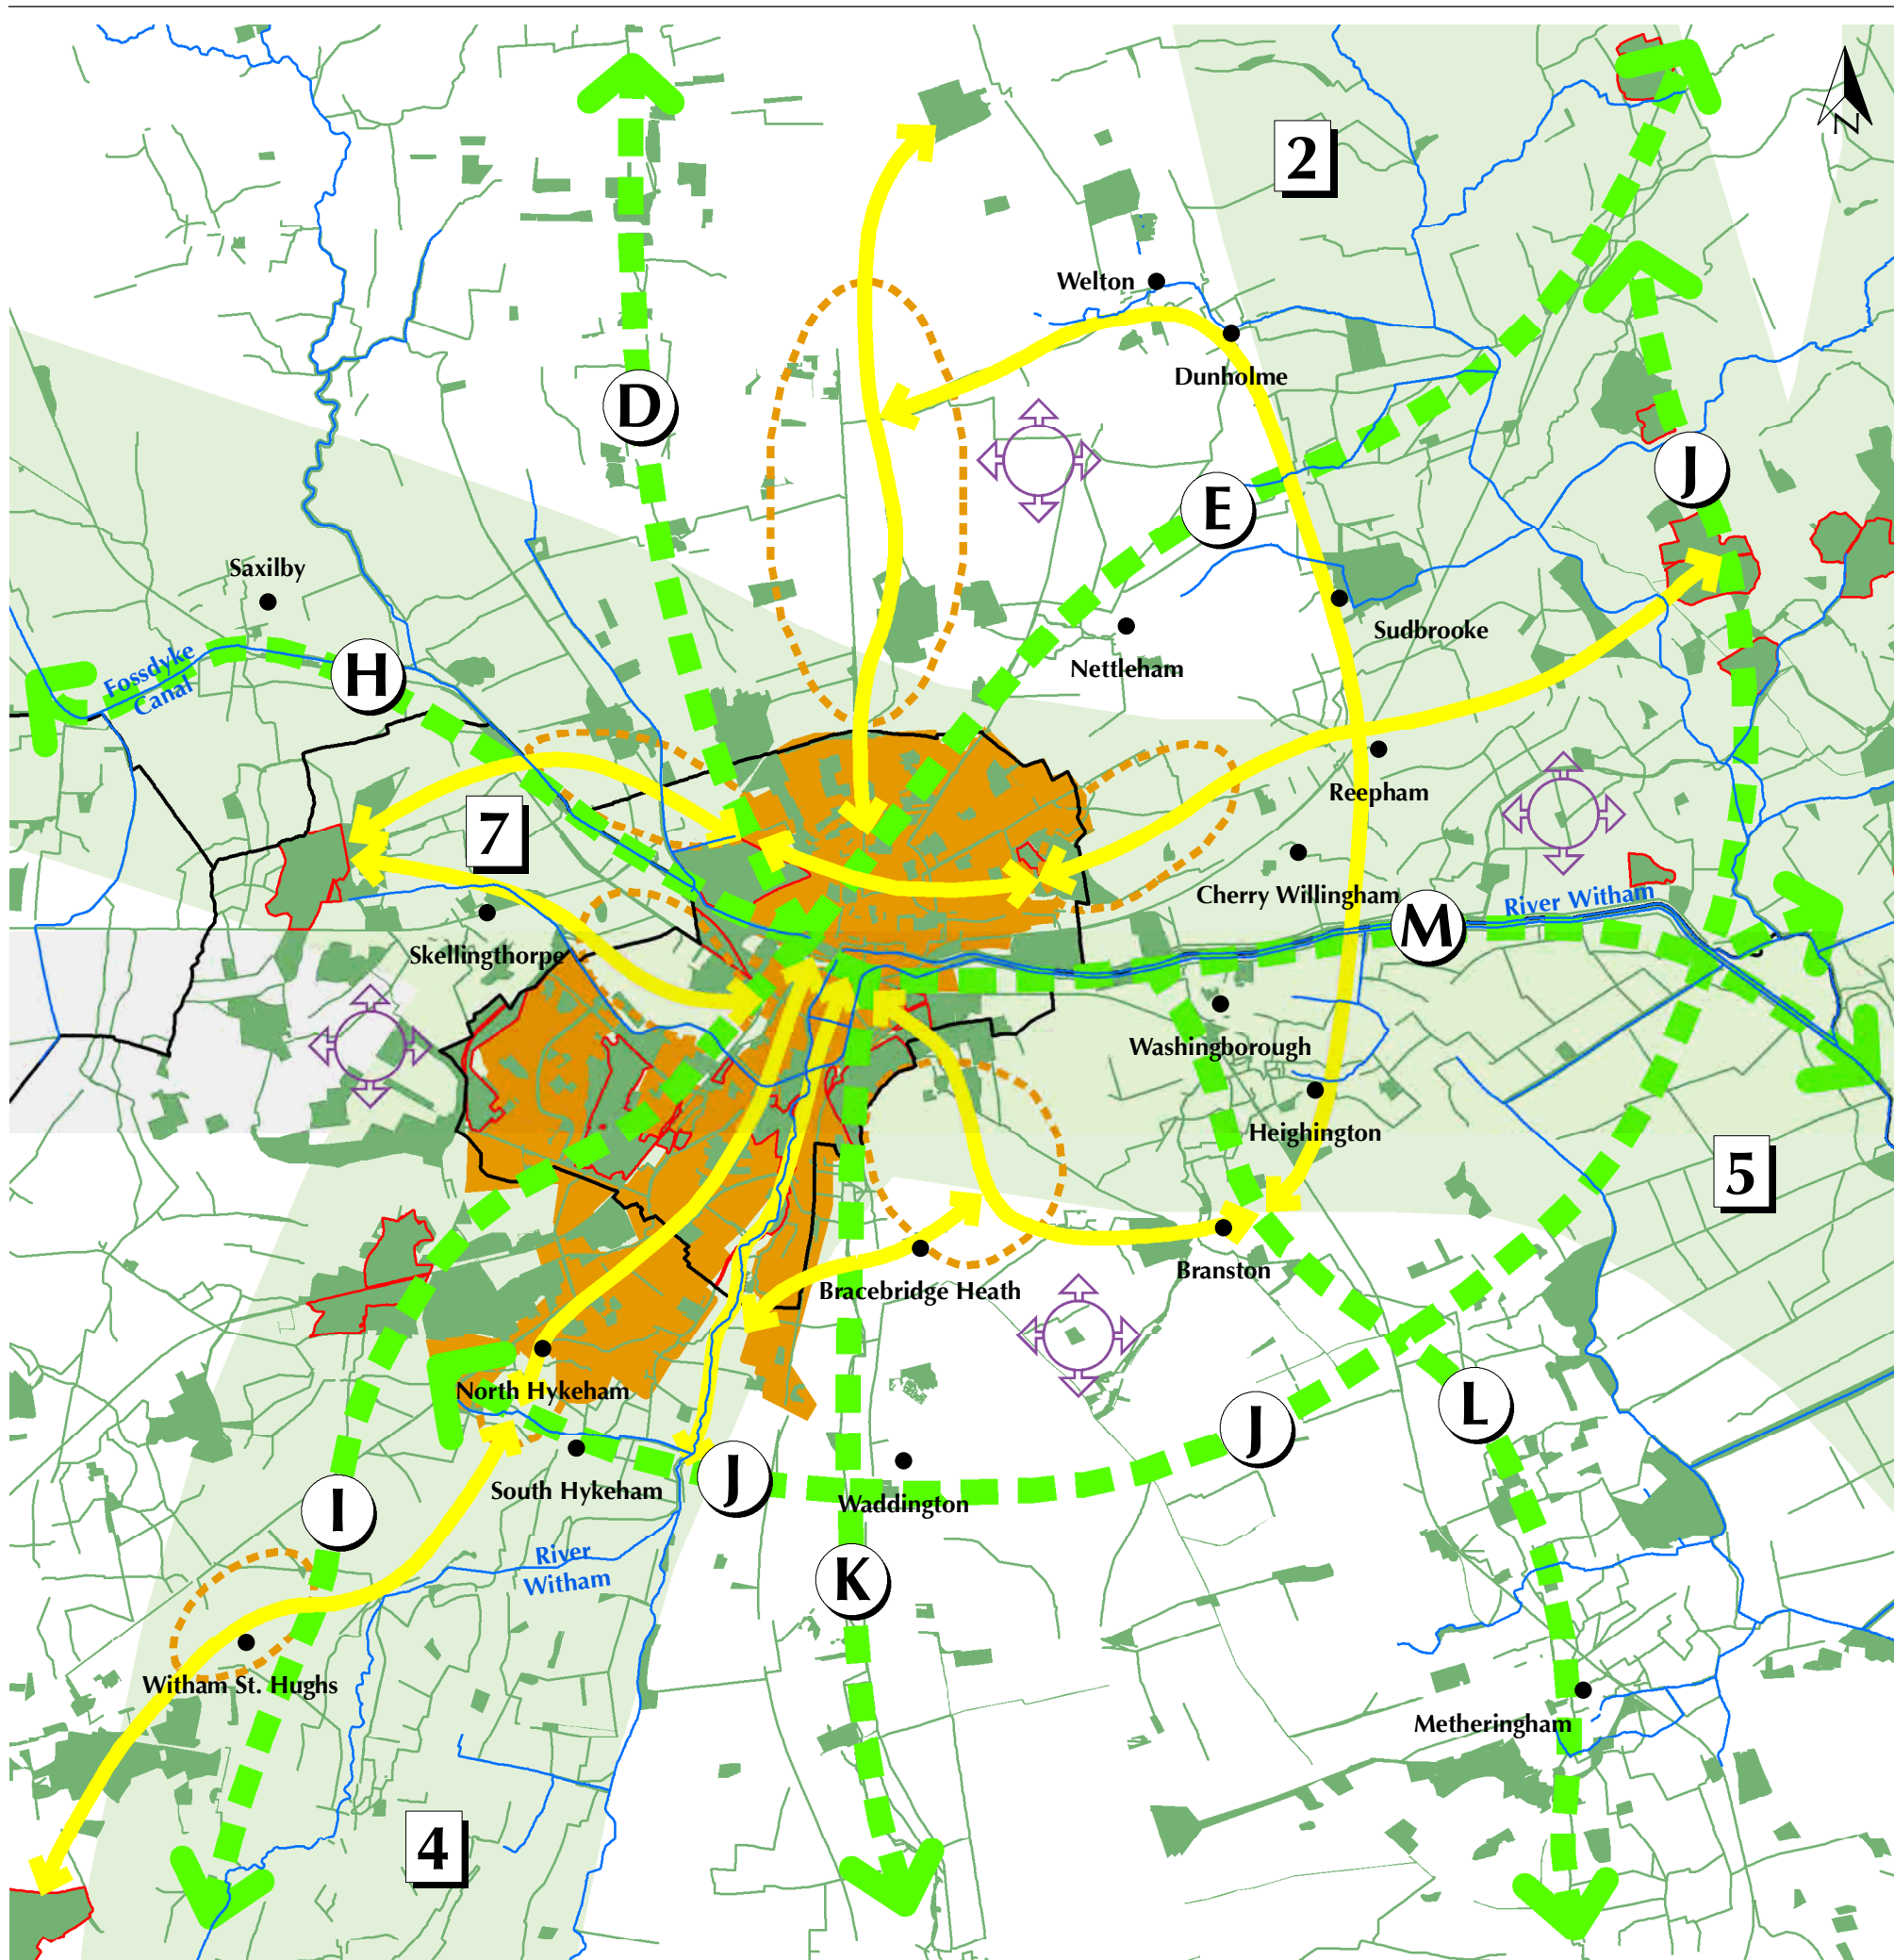 N
2
Welton
Dunholme
D
J
E
Saxilby
Sudbrooke
Fossdyke
Canal
H
Nettleham
Reepham
7
Cherry Willingham
River Witham
M
Skellingthorpe
Washingborough
Heighington
5
Branston
Bracebridge Heath
North Hykeham
L
J
J
South Hykeham
Waddington
I
River
Witham
K
Witham St. Hughs
Metheringham
4